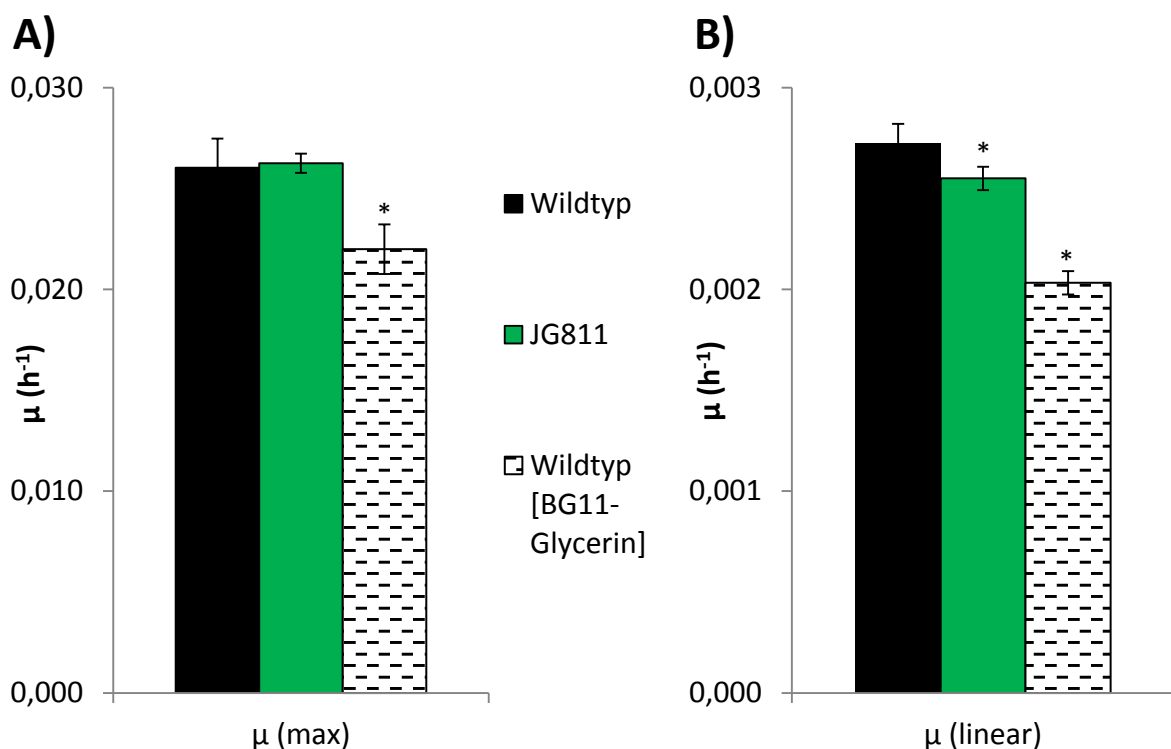 A)
0,030
0,020
0,010
0,000
µ (h-1)
*
µ (max)
Wildtyp
JG811
Wildtyp
[BG11-
Glycerin]
B)
0,003
0,002
0,001
0,000
µ (h-1)
*
*
µ (linear)